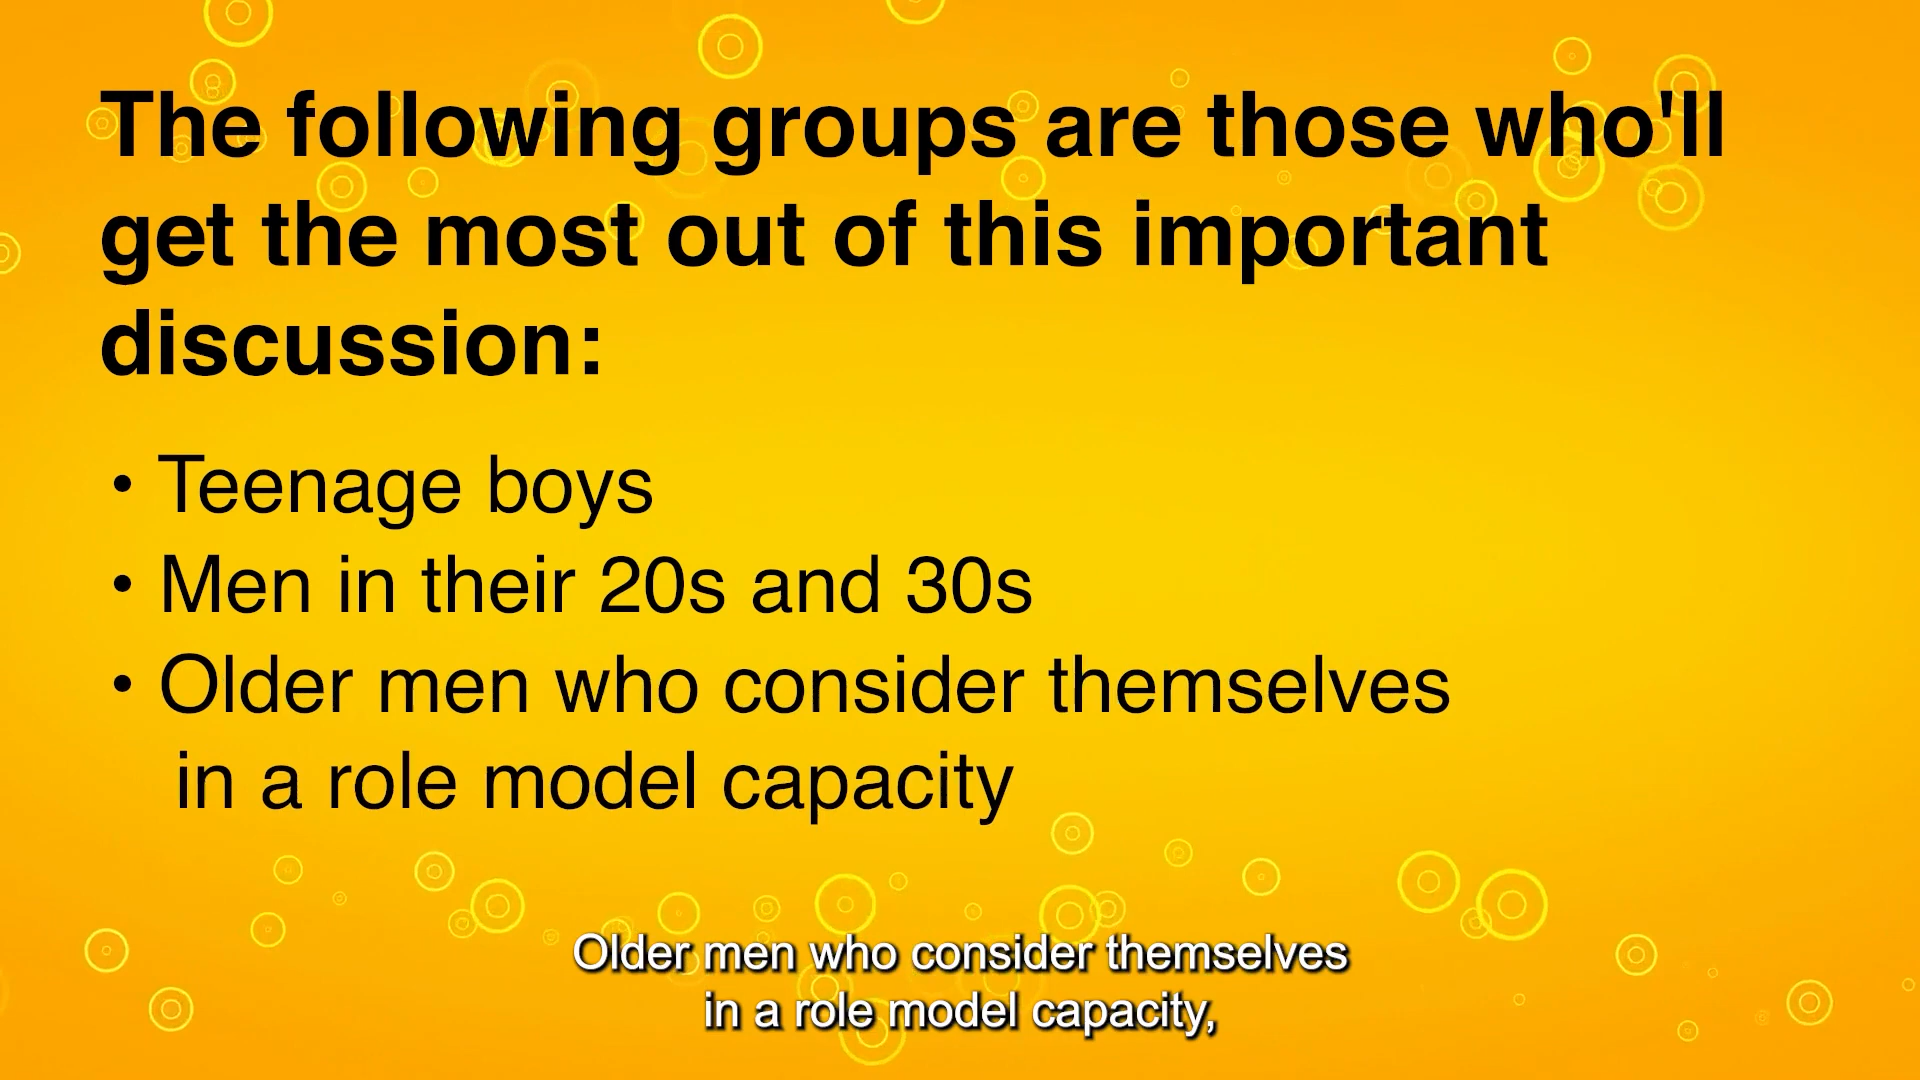 The following groups are those who'll
get the most out of this important
discussion:
• Teenage boys
• Men in their 20s and 30s
• Older men who consider themselves
in a role model capacity
Older men who consider themselves
in a role model capacity,